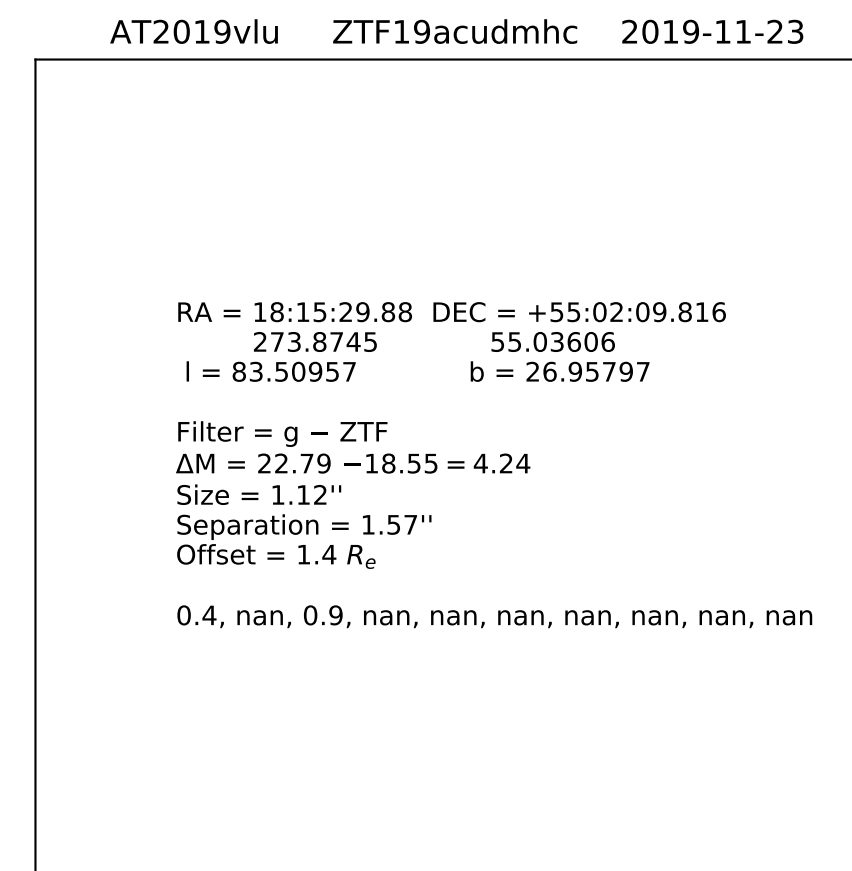 AT2019vlu ZTF19acudmhc 2019-11-23
RA = 18:15:29.88 DEC = +55:02:09.816
273.8745 55.03606
l = 83.50957 b = 26.95797
Filter = g − ZTF
ΔM = 22.79 −18.55 = 4.24
Size = 1.12''
Separation = 1.57''
Offset = 1.4 Re
0.4, nan, 0.9, nan, nan, nan, nan, nan, nan, nan